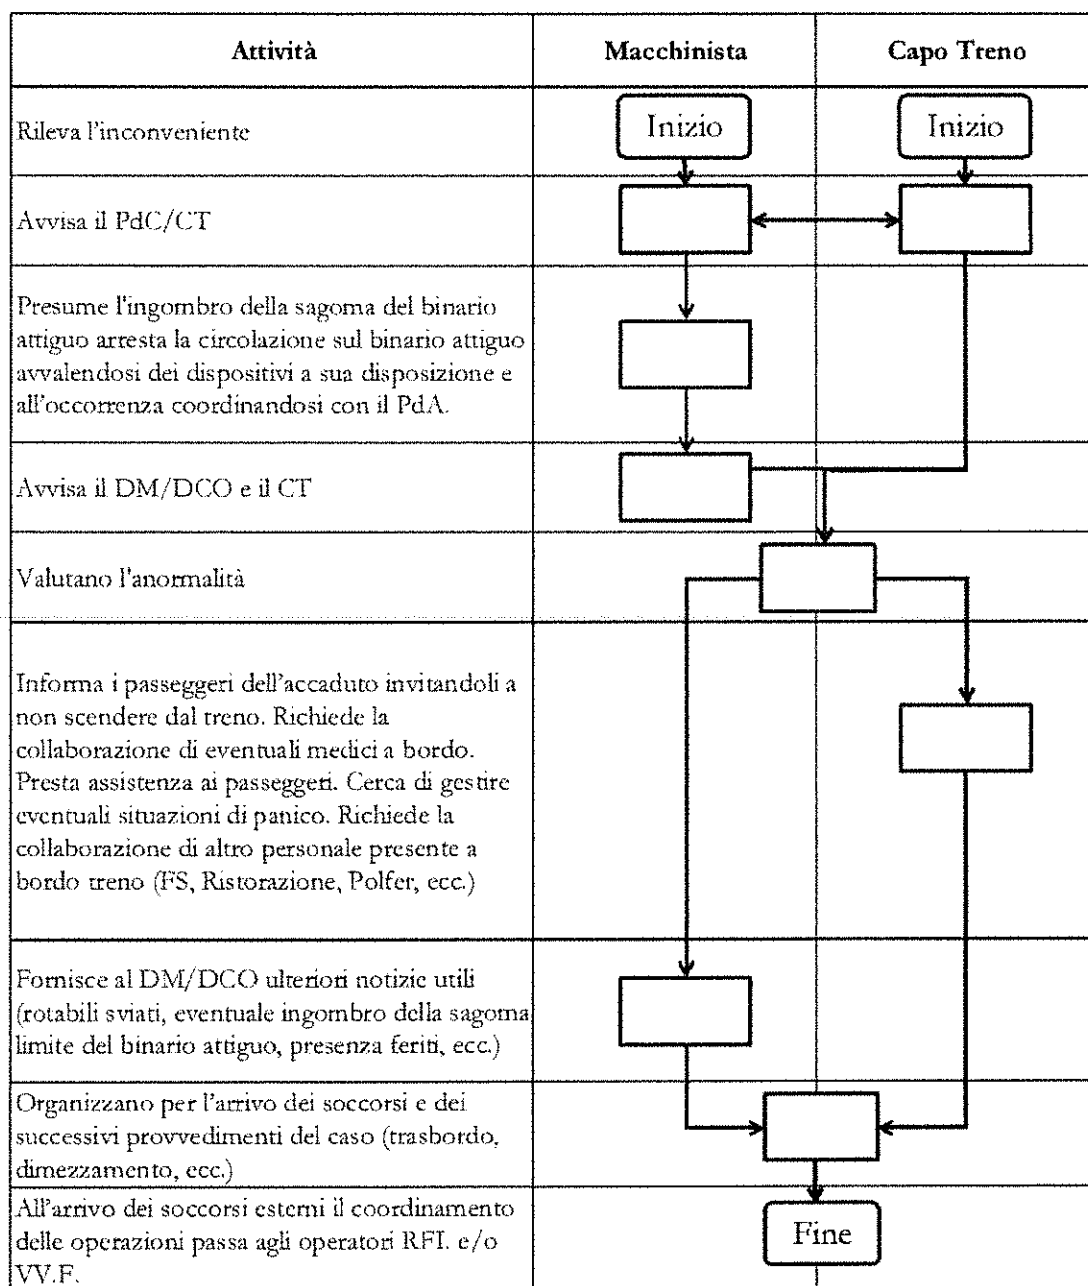 Attività Macchinista Capo Treno
Rileva l'inconveniente Inizio Inizio
Avvisa il PdC/CT
Presume l'ingombro della sagoma del binario
attiguo arresta la circolazione sul binario attiguo
avvalendosi dei dispositivi a sua disposizione e
all'occorrenza coordinandosi con il PdA.
Avvisa il DM/DCO e il CT
Valutano l'anormalità
Informa i passeggeri dell'accaduto invitandoli a
non scendere dal treno. Richiede la
collaborazione di eventuali medici a bordo.
Presta assistenza ai passeggeri. Cerca di gestire
eventuali situazioni di panico. Richiede la
collaborazione di altro personale presente a
bordo treno (FS, Ristorazione, Polfer, ecc.)
Fornisce al DM/DCO ulteriori notizie utili
(rotabili sviati, eventuale ingombro della sagoma
limite del binario attiguo, presenza feriti, ecc.)
Organizzano per l'arrivo dei soccorsi e dei
successivi provvedimenti del caso (trasbordo,
dimezzamento, ecc.)
All'arrivo dei soccorsi esterni il coordinamento
delle operazioni passa agli operatori RFI. e/o
VV.F.
Fine